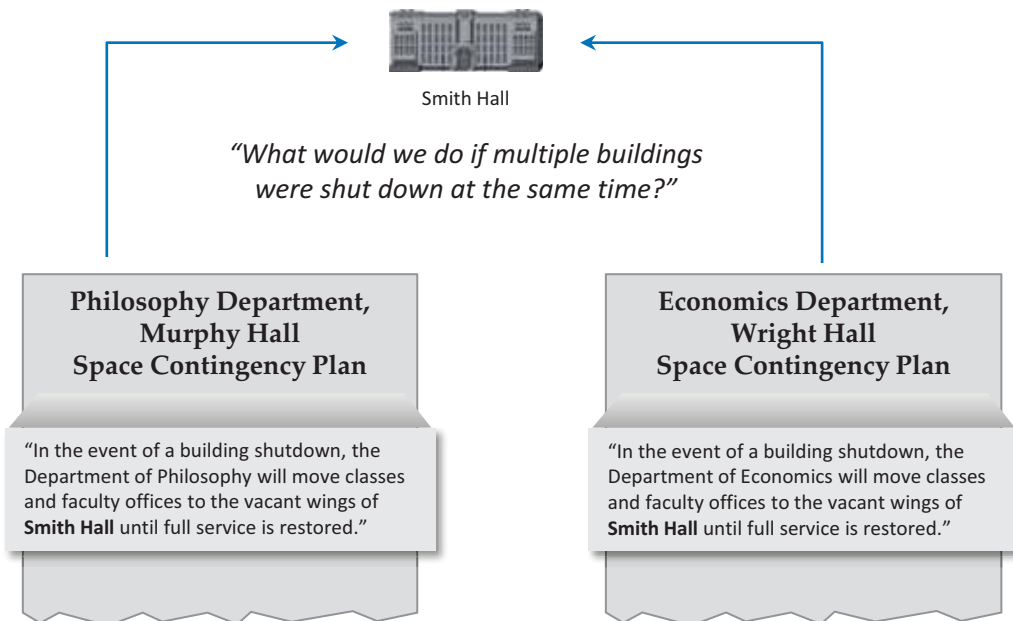 Smith Hall
“What would we do if multiple buildings
were shut down at the same time?”
Philosophy Department,
Murphy Hall
Space Contingency Plan
“In the event of a building shutdown, the
Department of Philosophy will move classes
and faculty offices to the vacant wings of
Smith Hall until full service is restored.”
Economics Department,
Wright Hall
Space Contingency Plan
“In the event of a building shutdown, the
Department of Economics will move classes
and faculty offices to the vacant wings of
Smith Hall until full service is restored.”